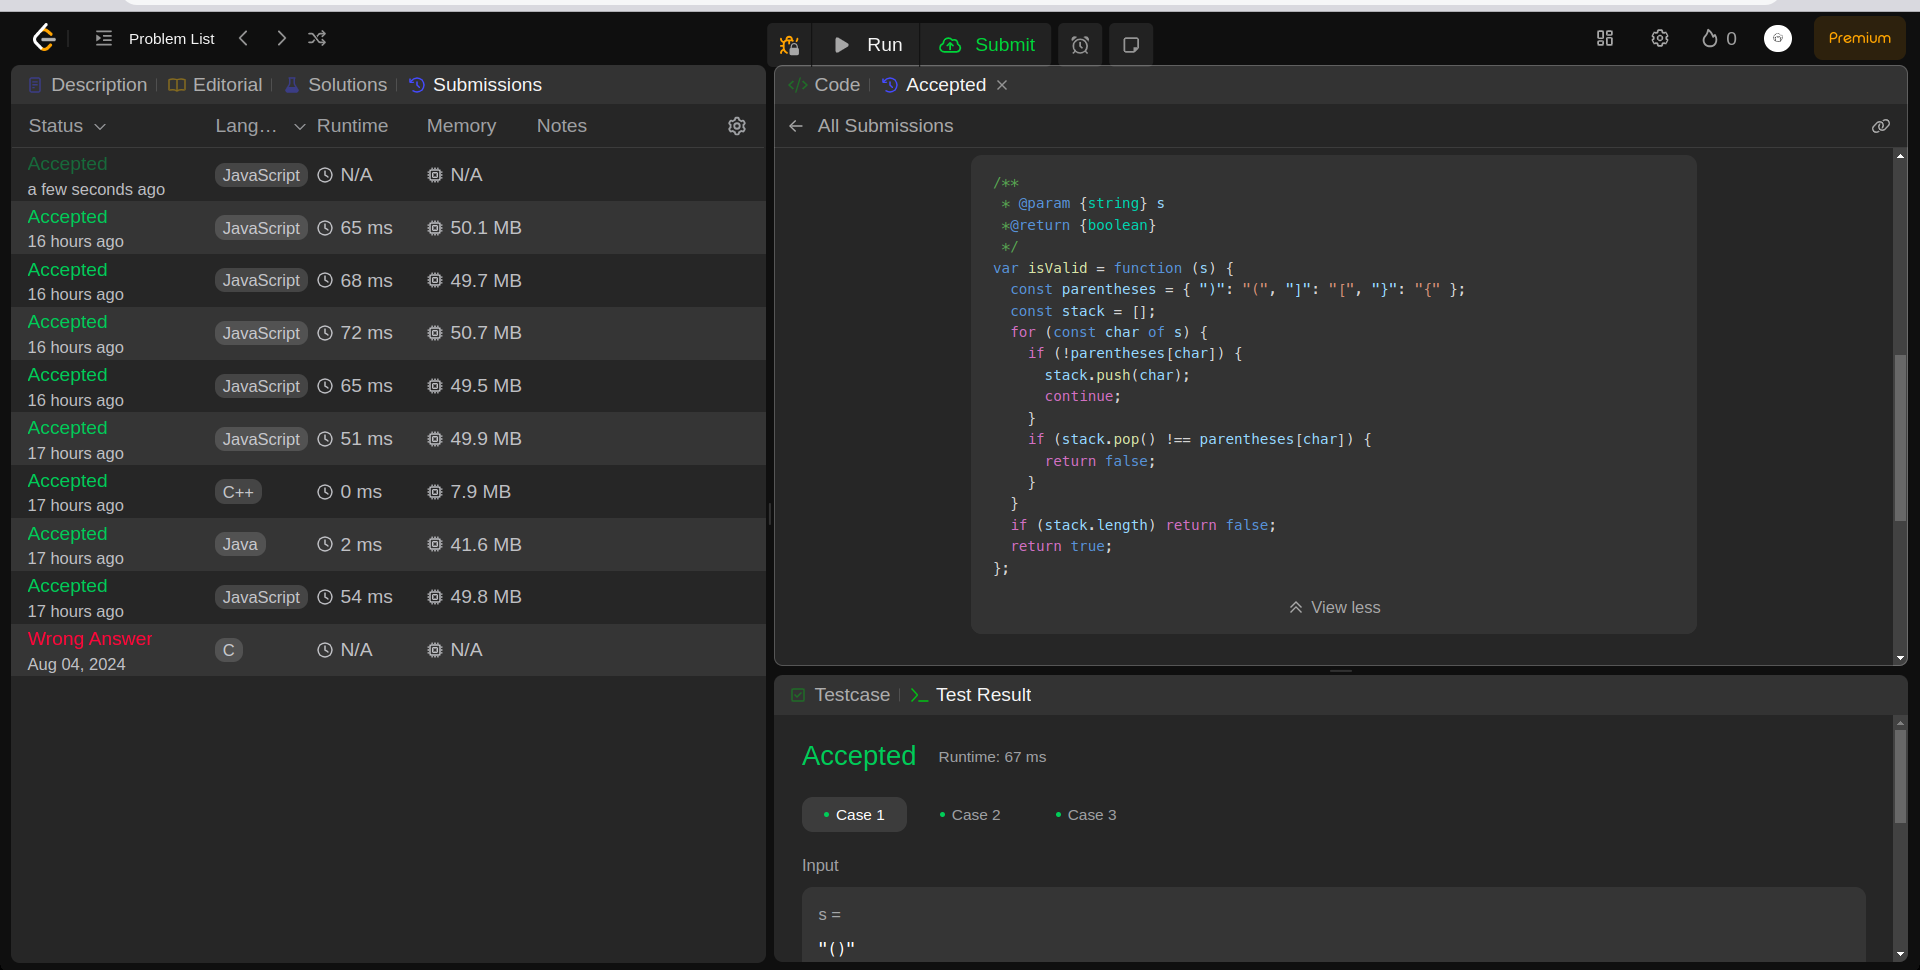 Problem List
Run
Submit
0
Premium
Description
Editorial
Solutions
Submissions
Status
Lang...
Runtime
Memory
Notes
Accepted
a few seconds ago
JavaScript
N/A
N/A
Accepted
16 hours ago
JavaScript
65 ms
50.1 MB
Accepted
16 hours ago
JavaScript
68 ms
49.7 MB
Accepted
16 hours ago
JavaScript
72 ms
50.7 MB
Accepted
16 hours ago
JavaScript
65 ms
49.5 MB
Accepted
17 hours ago
JavaScript
51 ms
49.9 MB
Accepted
17 hours ago
C++
0 ms
7.9 MB
Accepted
17 hours ago
Java
2 ms
41.6 MB
Accepted
17 hours ago
JavaScript
54 ms
49.8 MB
Wrong Answer
Aug 04, 2024
C
N/A
N/A
</> Code
Accepted
All Submissions
/**
 * @param {string} s
 *@return {boolean}
 */
var isValid = function (s) {
  const parentheses = { ")": "(", "]": "[", "}": "{" };
  const stack = [];
  for (const char of s) {
    if (!parentheses[char]) {
      stack.push(char);
      continue;
    }
    if (stack.pop() !== parentheses[char]) {
      return false;
    }
  }
  if (stack.length) return false;
  return true;
};
View less
Testcase
Test Result
Accepted
Runtime: 67 ms
Case 1
Case 2
Case 3
Input
s =
"()"